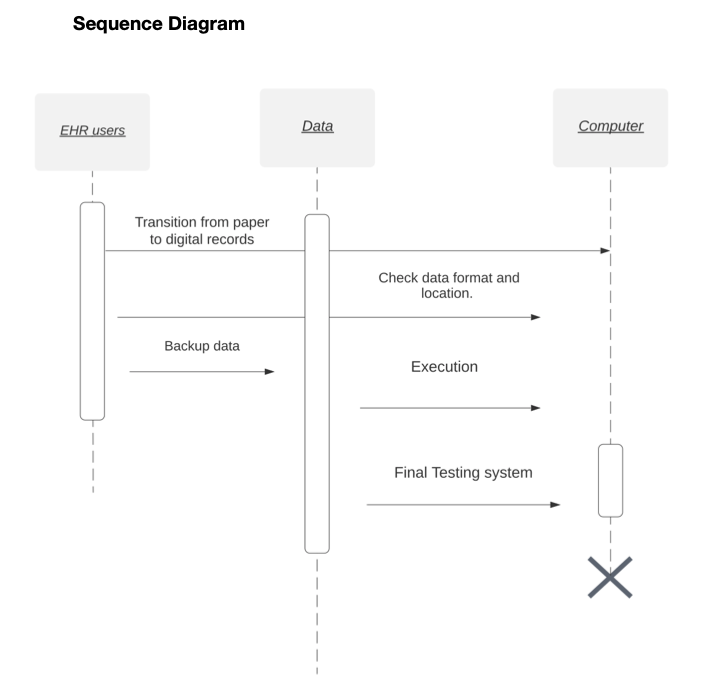 Sequence Diagram
EHR users
Data
Computer
Transition from paper
to digital records
Check data format and
location.
Backup data
Execution
Final Testing system